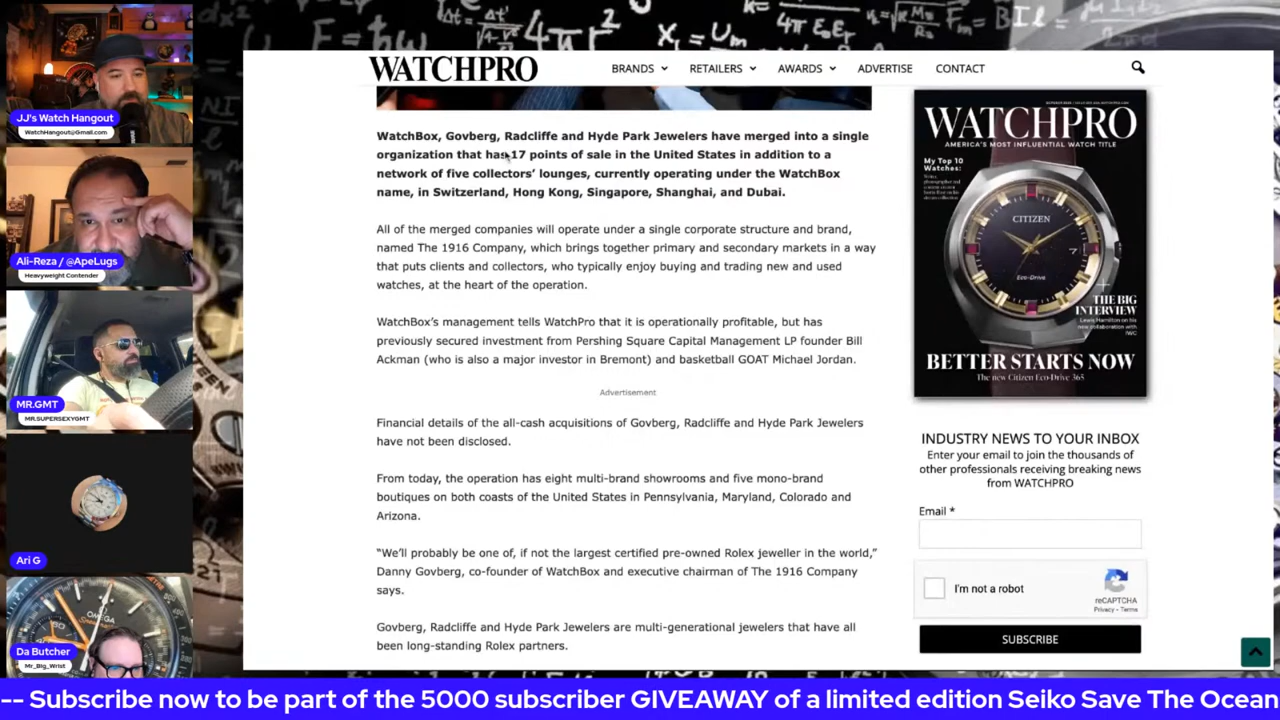 JJ's Watch Hangout
WatchHangout@Gmail.com
Ali-Reza / @ApeLugs
Heavyweight Contender
MR.GMT
MR.SUPERSEXYGMT
Ari G
Da Butcher
Mr_Big_Wrist
OMEGA
WATCHPRO
BRANDS
RETAILERS
AWARDS
ADVERTISE
CONTACT
WatchBox, Govberg, Radcliffe and Hyde Park Jewelers have merged into a single
organization that has 17 points of sale in the United States in addition to a
network of five collectors' lounges, currently operating under the WatchBox
name, in Switzerland, Hong Kong, Singapore, Shanghai, and Dubai.
All of the merged companies will operate under a single corporate structure and brand,
named The 1916 Company, which brings together primary and secondary markets in a way
that puts clients and collectors, who typically enjoy buying and trading new and used
watches, at the heart of the operation.
WatchBox's management tells WatchPro that it is operationally profitable, but has
previously secured investment from Pershing Square Capital Management LP founder Bill
Ackman (who is also a major investor in Bremont) and basketball GOAT Michael Jordan.
Advertisement
Financial details of the all-cash acquisitions of Govberg, Radcliffe and Hyde Park Jewelers
have not been disclosed.
From today, the operation has eight multi-brand showrooms and five mono-brand
boutiques on both coasts of the United States in Pennsylvania, Maryland, Colorado and
Arizona.
“We'll probably be one of, if not the largest certified pre-owned Rolex jeweller in the world,”
Danny Govberg, co-founder of WatchBox and executive chairman of The 1916 Company
says.
Govberg, Radcliffe and Hyde Park Jewelers are multi-generational jewelers that have all
been long-standing Rolex partners.
WATCHPRO
AMERICA'S MOST INFLUENTIAL WATCH TITLE
My Top 10
Watches:
CITIZEN
Eco-Drive
THE BIG
INTERVIEW
Lewis Hamilton on his
new collaboration with
IWC
BETTER STARTS NOW
The new Citizen Eco-Drive 365
INDUSTRY NEWS TO YOUR INBOX
Enter your email to join the thousands of
other professionals receiving breaking news
from WATCHPRO
Email *
I'm not a robot
reCAPTCHA
Privacy - Terms
SUBSCRIBE
-- Subscribe now to be part of the 5000 subscriber GIVEAWAY of a limited edition Seiko Save The Ocean